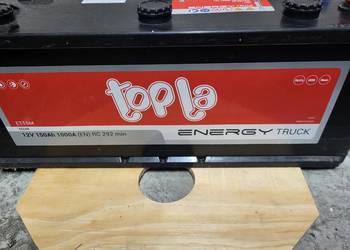 topla
12V 150Ah 1000A (EN) RC 292 min
ENERGY TRUCK